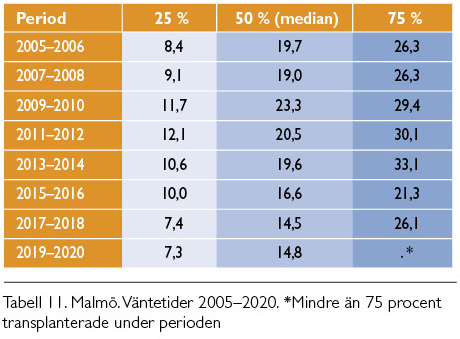 Period 25 % 50 % (median) 75 %
2005–2006 8,4 19,7 26,3
2007–2008 9,1 19,0 26,3
2009–2010 11,7 23,3 29,4
2011–2012 12,1 20,5 30,1
2013–2014 10,6 19,6 33,1
2015–2016 10,0 16,6 21,3
2017–2018 7,4 14,5 26,1
2019–2020 7,3 14,8 .*
Tabell 11. Malmö. Väntetider 2005–2020. *Mindre än 75 procent
transplanterade under perioden